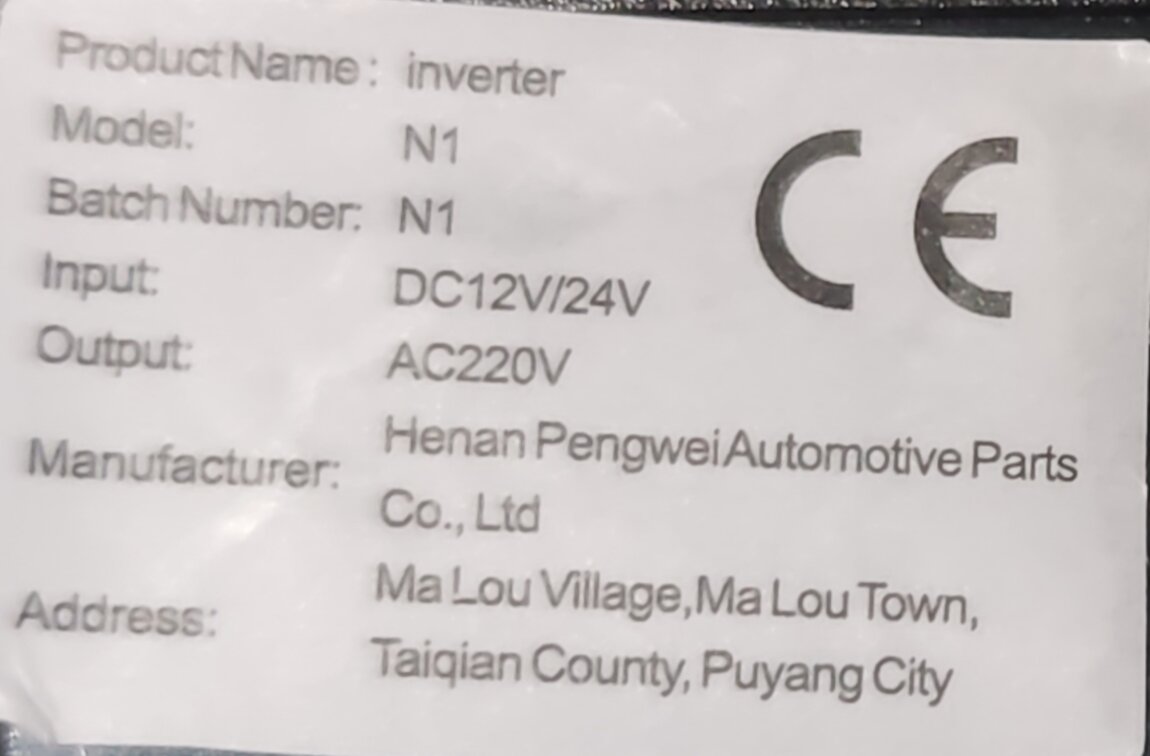 Product Name: inverter
Model: N1
Batch Number: N1
Input: DC12V/24V
Output: AC220V
Manufacturer: Henan Pengwei Automotive Parts
Co., Ltd
Address: Ma Lou Village,Ma Lou Town,
Taiqian County, Puyang City
CE